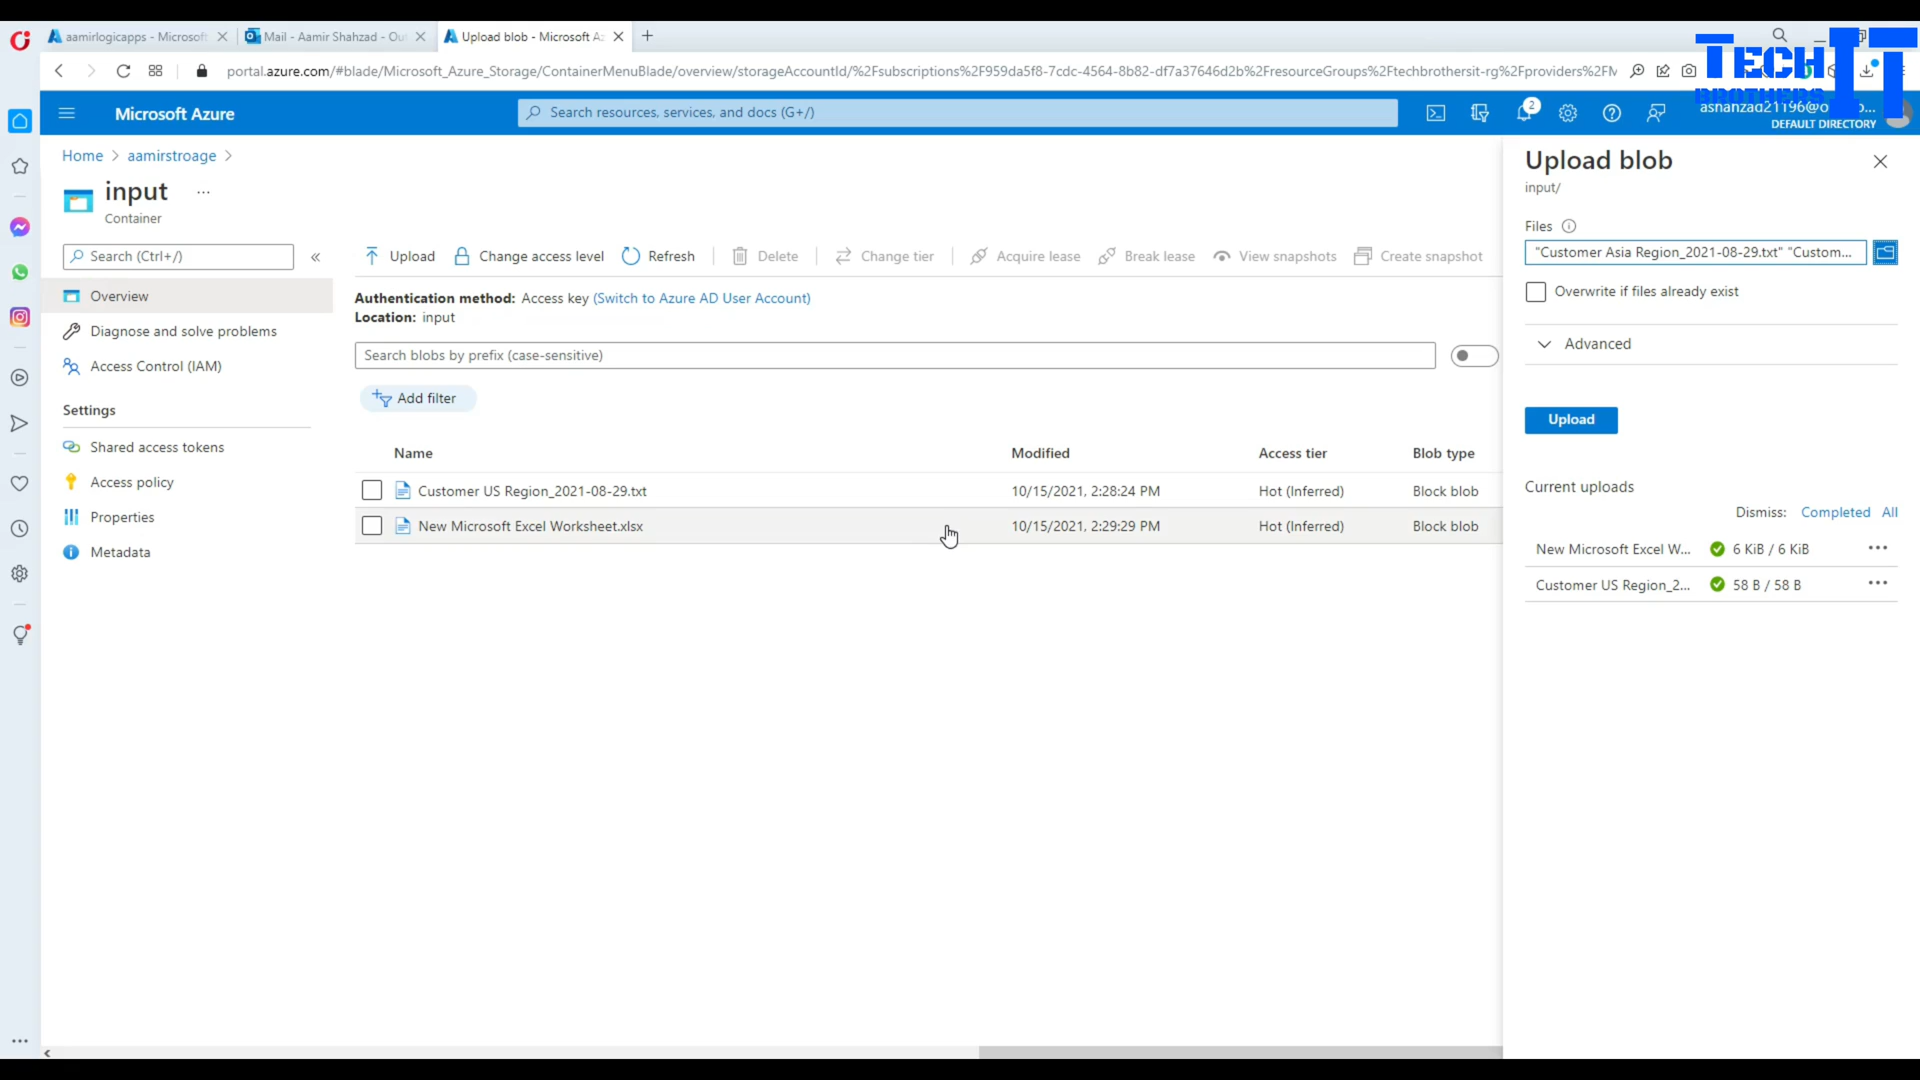 aamirlogicapps - Microsoft
Mail - Aamir Shahzad - Ou
Upload blob - Microsoft Az
TECH IT
BROTHERS
portal.azure.com/#blade/Microsoft_Azure_Storage/ContainerMenuBlade/overview/storageAccountId/%2Fsubscriptions%2F959da5f8-7cdc-4564-8b82-df7a37646d2b%2FresourceGroups%2Ftechbrothersit-rg%2Fproviders%2FM
Microsoft Azure
Search resources, services, and docs (G+/)
2
ashahzad21196@o...
DEFAULT DIRECTORY
Home > aamirstroage >
input ...
Container
Search (Ctrl+/)
«
Overview
Diagnose and solve problems
Access Control (IAM)
Settings
Shared access tokens
Access policy
Properties
Metadata
Upload
Change access level
Refresh
Delete
Change tier
Acquire lease
Break lease
View snapshots
Create snapshot
Authentication method: Access key (Switch to Azure AD User Account)
Location: input
Search blobs by prefix (case-sensitive)
Add filter
Name Modified Access tier Blob type
Customer US Region_2021-08-29.txt 10/15/2021, 2:28:24 PM Hot (Inferred) Block blob
New Microsoft Excel Worksheet.xlsx 10/15/2021, 2:29:29 PM Hot (Inferred) Block blob
Upload blob
input/
Files
"Customer Asia Region_2021-08-29.txt" "Custom...
Overwrite if files already exist
Advanced
Upload
Current uploads
Dismiss: Completed All
New Microsoft Excel W... 6 KiB / 6 KiB ...
Customer US Region_2... 58 B / 58 B ...